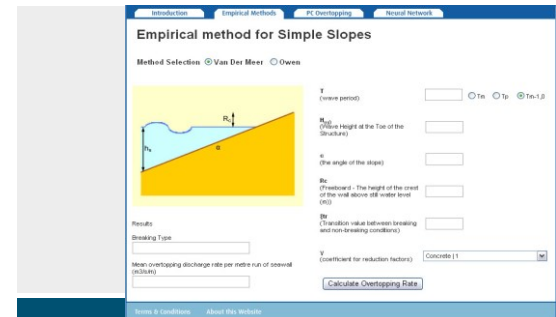 Introduction Empirical Methods PC Overtopping Neural Network
Empirical method for Simple Slopes
Method Selection Van Der Meer Owen
T
(wave period)
Tm Tp Tm-1,0
Hm0
(Wave Height at the Toe of the
Structure)
α
(the angle of the slope)
Rc
(Freeboard - The height of the crest
of the wall above still water level
(m))
(Transition value between breaking
and non-breaking conditions)
γ
(coefficient for reduction factors)
Concrete | 1
Calculate Overtopping Rate
Rc
hs
Results
Breaking Type
Mean overtopping discharge rate per metre run of seawall
(m3/s/m)
Terms & Conditions About this Website